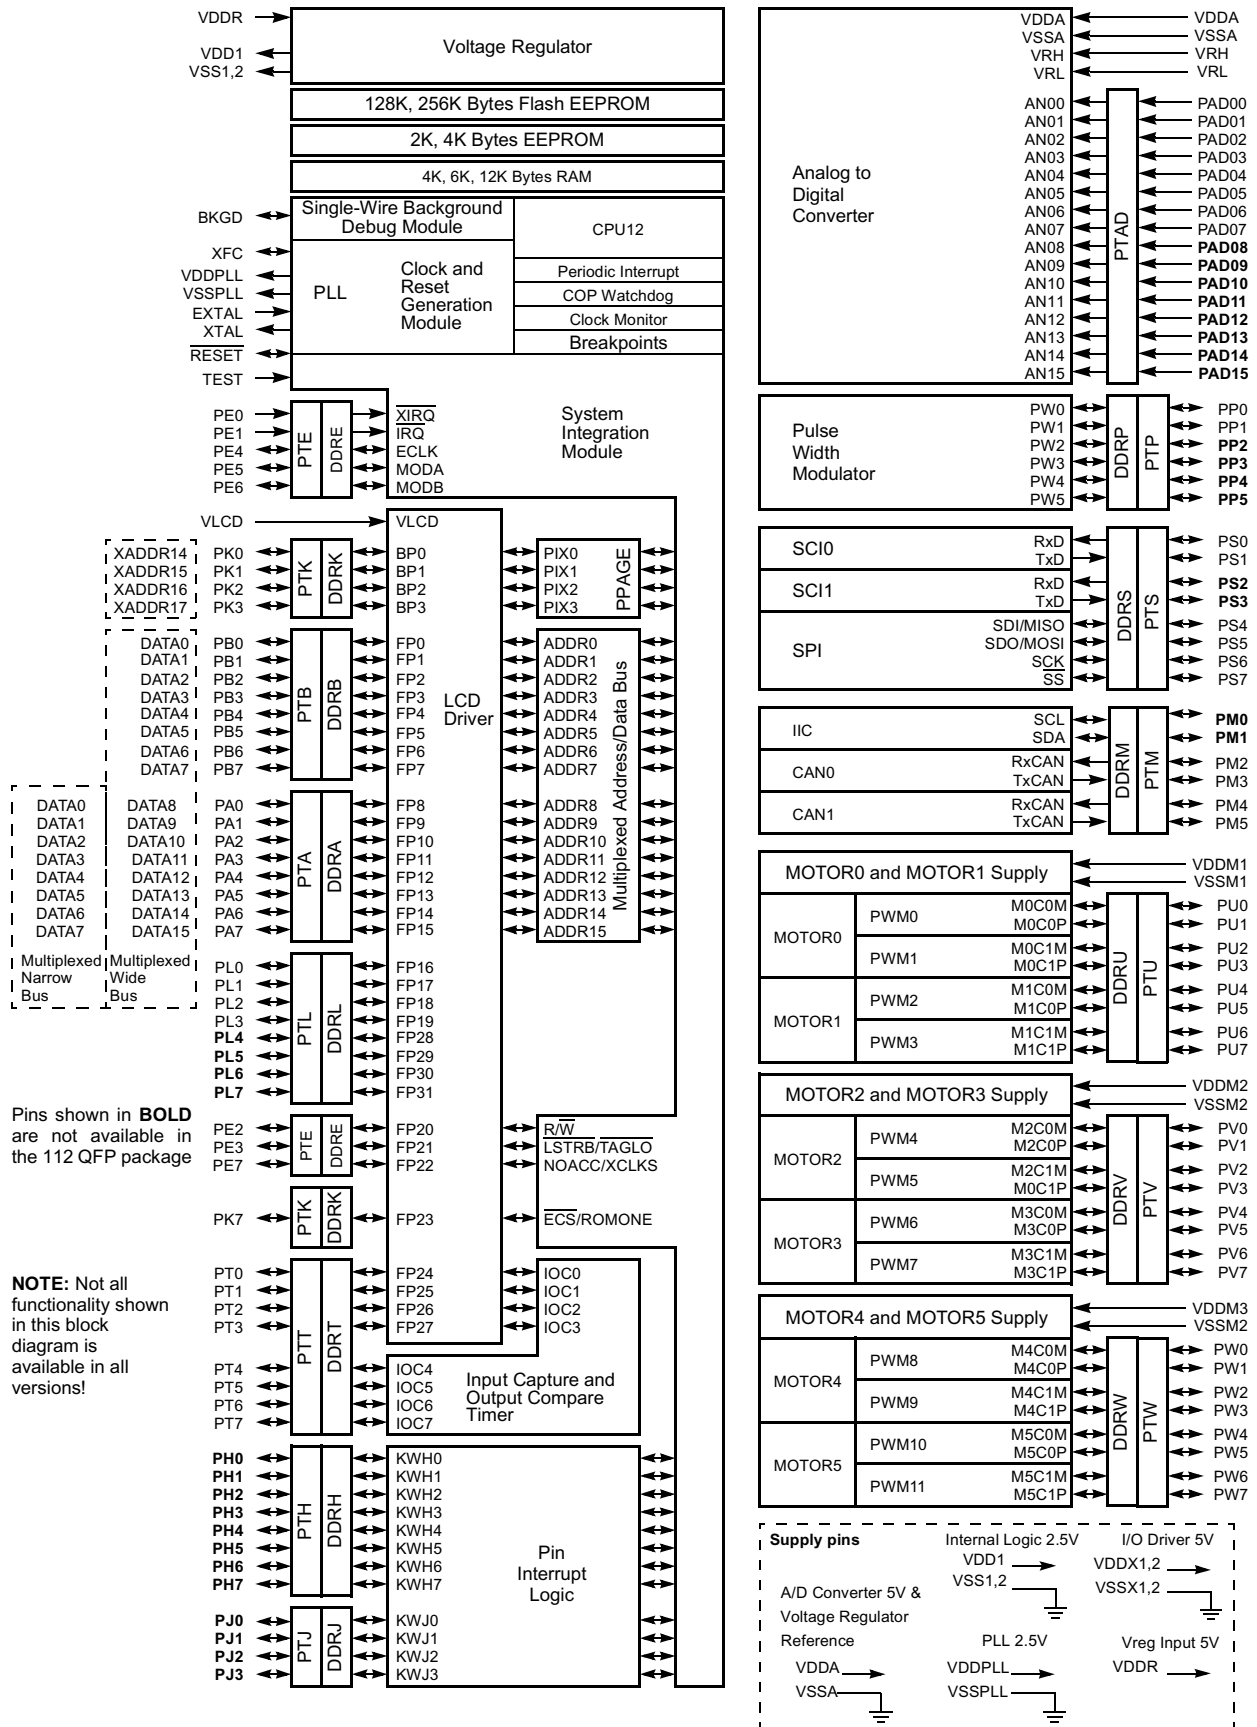 VDDR
VDD1
VSS1,2
Voltage Regulator
128K, 256K Bytes Flash EEPROM
2K, 4K Bytes EEPROM
4K, 6K, 12K Bytes RAM
BKGD
Single-Wire Background
Debug Module
CPU12
XFC
VDDPLL
VSSPLL
EXTAL
XTAL
RESET
TEST
PLL
Clock and
Reset
Generation
Module
Periodic Interrupt
COP Watchdog
Clock Monitor
Breakpoints
System
Integration
Module
PE0
PE1
PE4
PE5
PE6
PTE
DDRE
XIRQ
IRQ
ECLK
MODA
MODB
VLCD
VLCD
XADDR14 PK0
XADDR15 PK1
XADDR16 PK2
XADDR17 PK3
PTK
DDRK
BP0
BP1
BP2
BP3
PIX0
PIX1
PIX2
PIX3
PPAGE
DATA0 PB0
DATA1 PB1
DATA2 PB2
DATA3 PB3
DATA4 PB4
DATA5 PB5
DATA6 PB6
DATA7 PB7
PTB
DDRB
FP0
FP1
FP2
FP3
FP4
FP5
FP6
FP7
LCD
Driver
ADDR0
ADDR1
ADDR2
ADDR3
ADDR4
ADDR5
ADDR6
ADDR7
Multiplexed Address/Data Bus
DATA0 DATA8 PA0
DATA1 DATA9 PA1
DATA2 DATA10 PA2
DATA3 DATA11 PA3
DATA4 DATA12 PA4
DATA5 DATA13 PA5
DATA6 DATA14 PA6
DATA7 DATA15 PA7
Multiplexed
Narrow
Bus
Multiplexed
Wide
Bus
PTA
DDRA
FP8
FP9
FP10
FP11
FP12
FP13
FP14
FP15
ADDR8
ADDR9
ADDR10
ADDR11
ADDR12
ADDR13
ADDR14
ADDR15
PL0
PL1
PL2
PL3
PL4
PL5
PL6
PL7
PTL
DDRL
FP16
FP17
FP18
FP19
FP28
FP29
FP30
FP31
Pins shown in BOLD
are not available in
the 112 QFP package
PE2
PE3
PE7
PTE
DDRE
FP20
FP21
FP22
R/W
LSTRB/TAGLO
NOACC/XCLKS
PK7
PTK
DDRK
FP23
ECS/ROMONE
NOTE: Not all
functionality shown
in this block
diagram is
available in all
versions!
PT0
PT1
PT2
PT3
PT4
PT5
PT6
PT7
PTT
DDRT
FP24
FP25
FP26
FP27
IOC0
IOC1
IOC2
IOC3
IOC4
IOC5
IOC6
IOC7
Input Capture and
Output Compare
Timer
PH0
PH1
PH2
PH3
PH4
PH5
PH6
PH7
PTH
DDRH
KWH0
KWH1
KWH2
KWH3
KWH4
KWH5
KWH6
KWH7
Pin
Interrupt
Logic
PJ0
PJ1
PJ2
PJ3
PTJ
DDRJ
KWJ0
KWJ1
KWJ2
KWJ3
Analog to
Digital
Converter
VDDA VDDA
VSSA VSSA
VRH VRH
VRL VRL
AN00 PAD00
AN01 PAD01
AN02 PAD02
AN03 PAD03
AN04 PAD04
AN05 PAD05
AN06 PAD06
AN07 PAD07
AN08 PAD08
AN09 PAD09
AN10 PAD10
AN11 PAD11
AN12 PAD12
AN13 PAD13
AN14 PAD14
AN15 PAD15
PTAD
Pulse
Width
Modulator
PW0 PP0
PW1 PP1
PW2 PP2
PW3 PP3
PW4 PP4
PW5 PP5
DDRP
PTP
SCI0
RxD PS0
TxD PS1
SCI1
RxD PS2
TxD PS3
SPI
SDI/MISO PS4
SDO/MOSI PS5
SCK PS6
SS PS7
DDRS
PTS
IIC
SCL PM0
SDA PM1
CAN0
RxCAN PM2
TxCAN PM3
CAN1
RxCAN PM4
TxCAN PM5
DDRM
PTM
MOTOR0 and MOTOR1 Supply
VDDM1
VSSM1
MOTOR0
PWM0
M0C0M PU0
M0C0P PU1
PWM1
M0C1M PU2
M0C1P PU3
MOTOR1
PWM2
M1C0M PU4
M1C0P PU5
PWM3
M1C1M PU6
M1C1P PU7
DDRU
PTU
MOTOR2 and MOTOR3 Supply
VDDM2
VSSM2
MOTOR2
PWM4
M2C0M PV0
M2C0P PV1
PWM5
M2C1M PV2
M0C1P PV3
MOTOR3
PWM6
M3C0M PV4
M3C0P PV5
PWM7
M3C1M PV6
M3C1P PV7
DDRV
PTV
MOTOR4 and MOTOR5 Supply
VDDM3
VSSM2
MOTOR4
PWM8
M4C0M PW0
M4C0P PW1
PWM9
M4C1M PW2
M4C1P PW3
MOTOR5
PWM10
M5C0M PW4
M5C0P PW5
PWM11
M5C1M PW6
M5C1P PW7
DDRW
PTW
Supply pins
Internal Logic 2.5V
VDD1
VSS1,2
I/O Driver 5V
VDDX1,2
VSSX1,2
A/D Converter 5V &
Voltage Regulator
Reference
VDDA
VSSA
PLL 2.5V
VDDPLL
VSSPLL
Vreg Input 5V
VDDR